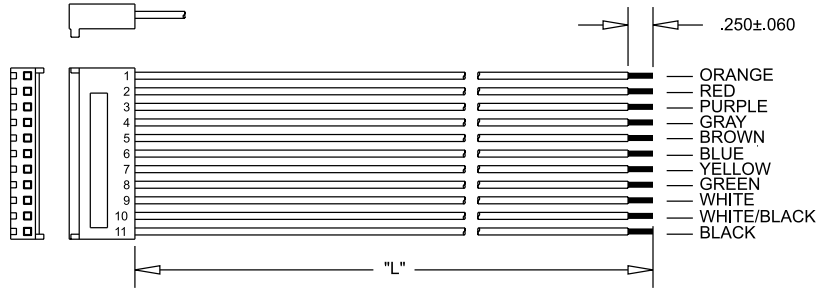 .250±.060
1 ORANGE
2 RED
3 PURPLE
4 GRAY
5 BROWN
6 BLUE
7 YELLOW
8 GREEN
9 WHITE
10 WHITE/BLACK
11 BLACK
"L"